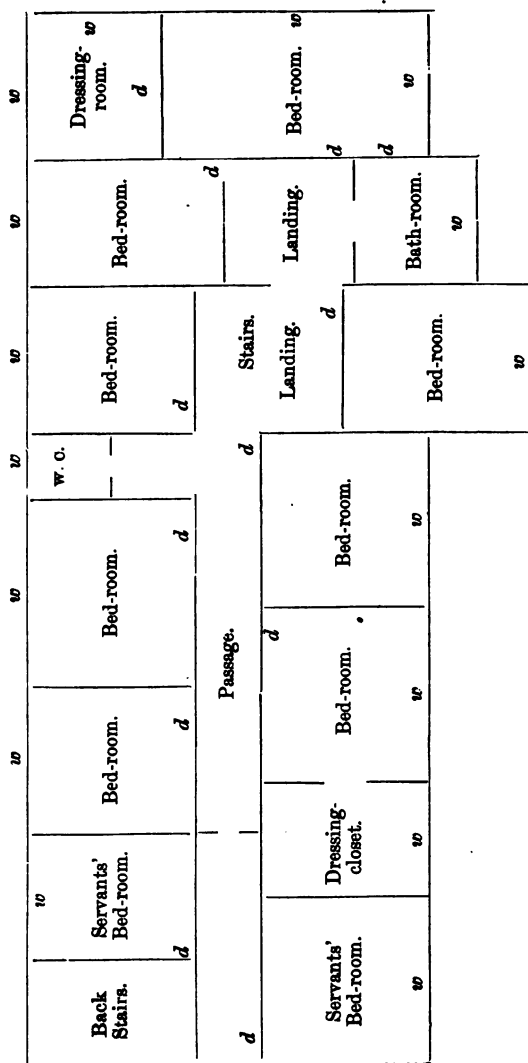 w w w w w w
w
Back
Stairs.
Servants'
Bed-room.
d
Bed-room.
d
Bed-room.
d
W. C.
Bed-room.
d
Bed-room.
d
Dressing-
room.
w
d
d
Passage.
d
d
Stairs.
Landing.
d
Landing.
d
d
Bed-room.
w
w
Servants'
Bed-room.
w
Dressing-
closet.
w
Bed-room.
w
Bed-room.
w
Bed-room.
w
Bath-room.
w